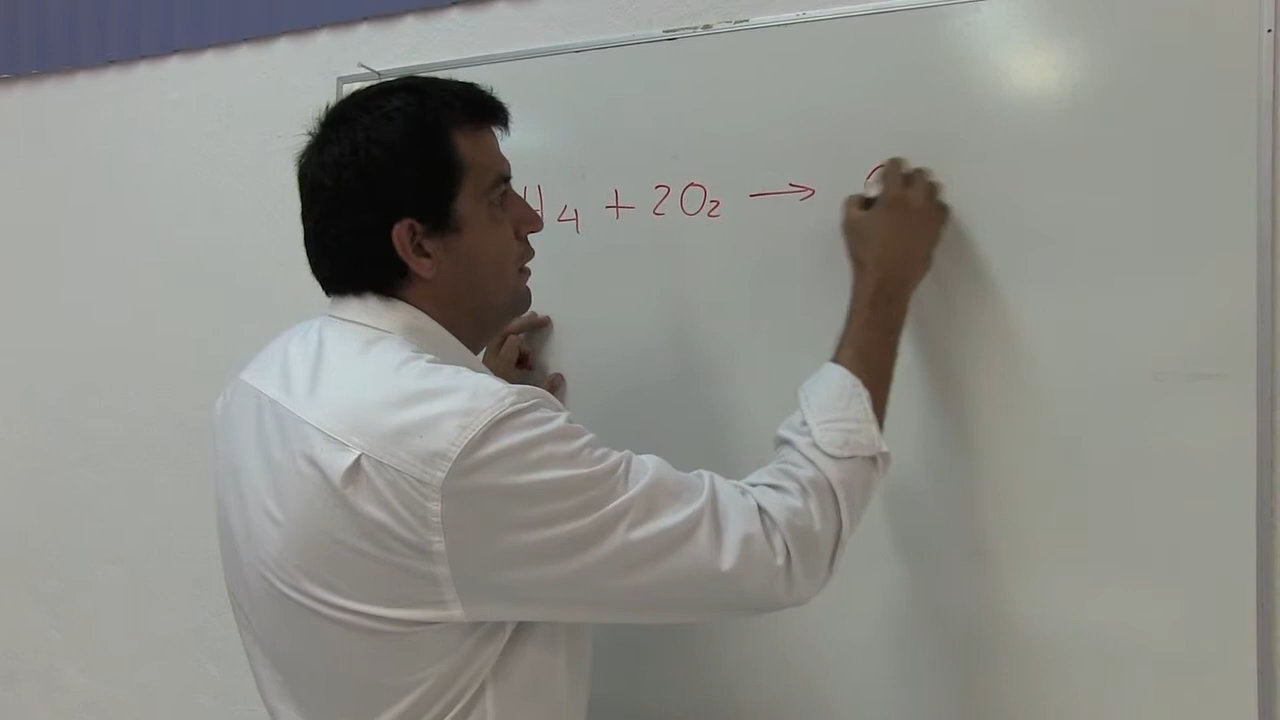 H₄ + 2O₂ →